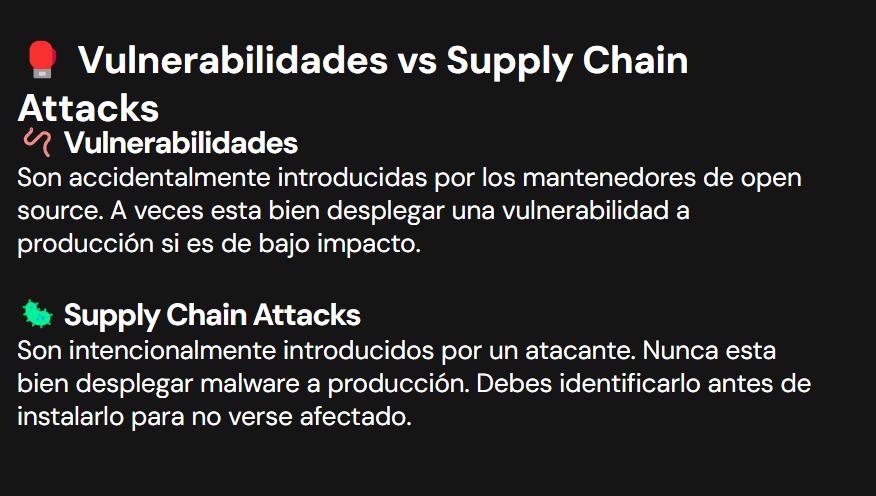 Vulnerabilidades vs Supply Chain
Attacks
Vulnerabilidades
Son accidentalmente introducidas por los mantenedores de open
source. A veces esta bien desplegar una vulnerabilidad a
producción si es de bajo impacto.
Supply Chain Attacks
Son intencionalmente introducidos por un atacante. Nunca esta
bien desplegar malware a producción. Debes identificarlo antes de
instalarlo para no verse afectado.